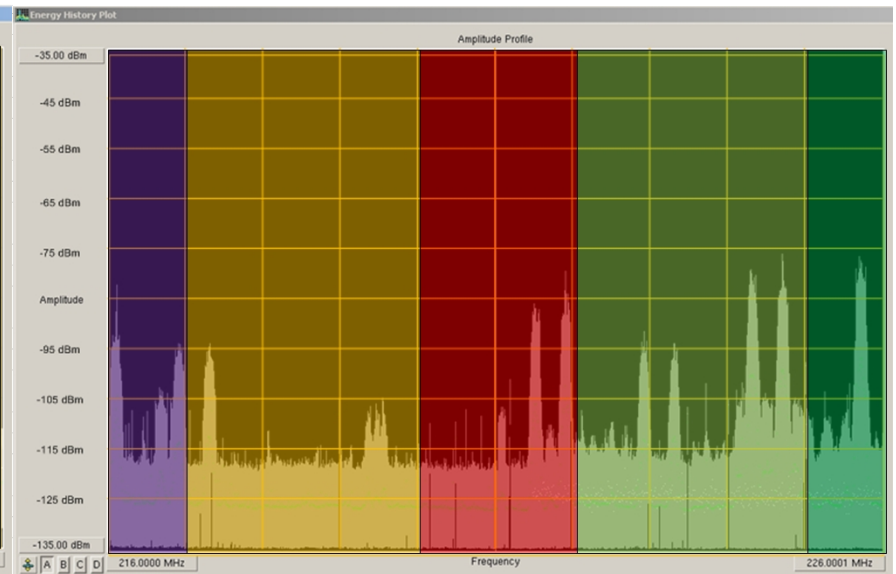 Energy History Plot
Amplitude Profile
-35.00 dBm
-45 dBm
-55 dBm
-65 dBm
-75 dBm
Amplitude
-95 dBm
-105 dBm
-115 dBm
-125 dBm
-135.00 dBm
A B C D 216.0000 MHz Frequency 226.0001 MHz